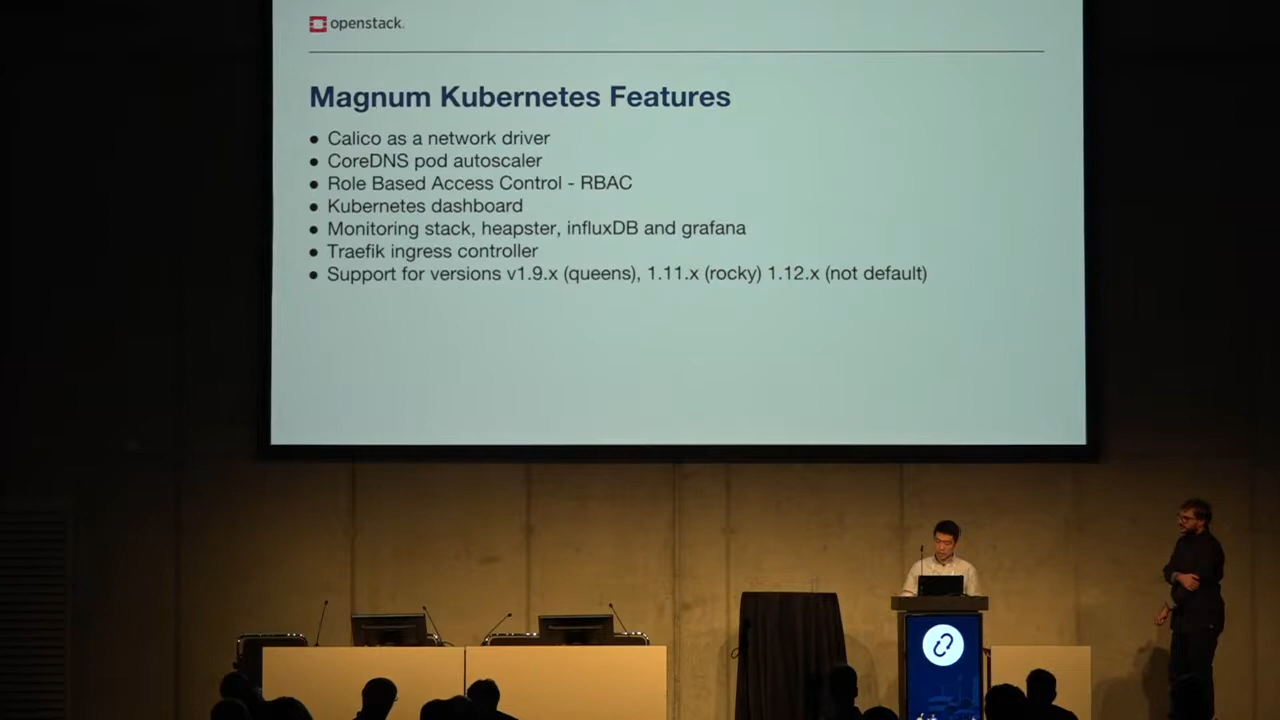 openstack.
Magnum Kubernetes Features
● Calico as a network driver
● CoreDNS pod autoscaler
● Role Based Access Control - RBAC
● Kubernetes dashboard
● Monitoring stack, heapster, influxDB and grafana
● Traefik ingress controller
● Support for versions v1.9.x (queens), 1.11.x (rocky) 1.12.x (not default)